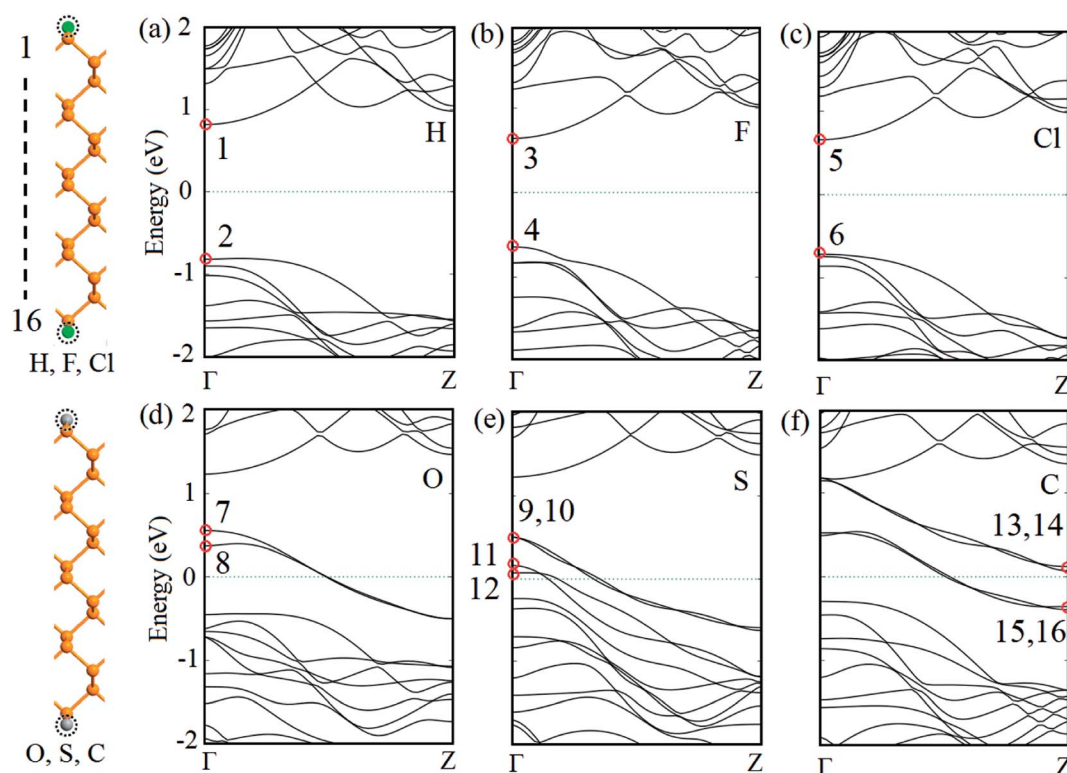 1
16
H, F, Cl
O, S, C
Energy (eV)
Energy (eV)
(a)
2
1
0
-1
-2
H
1
2
Γ
Z
(b)
F
3
4
Γ
Z
(c)
Cl
5
6
Γ
Z
(d)
2
1
0
-1
-2
O
7
8
Γ
Z
(e)
S
9,10
11
12
Γ
Z
(f)
C
13,14
15,16
Γ
Z